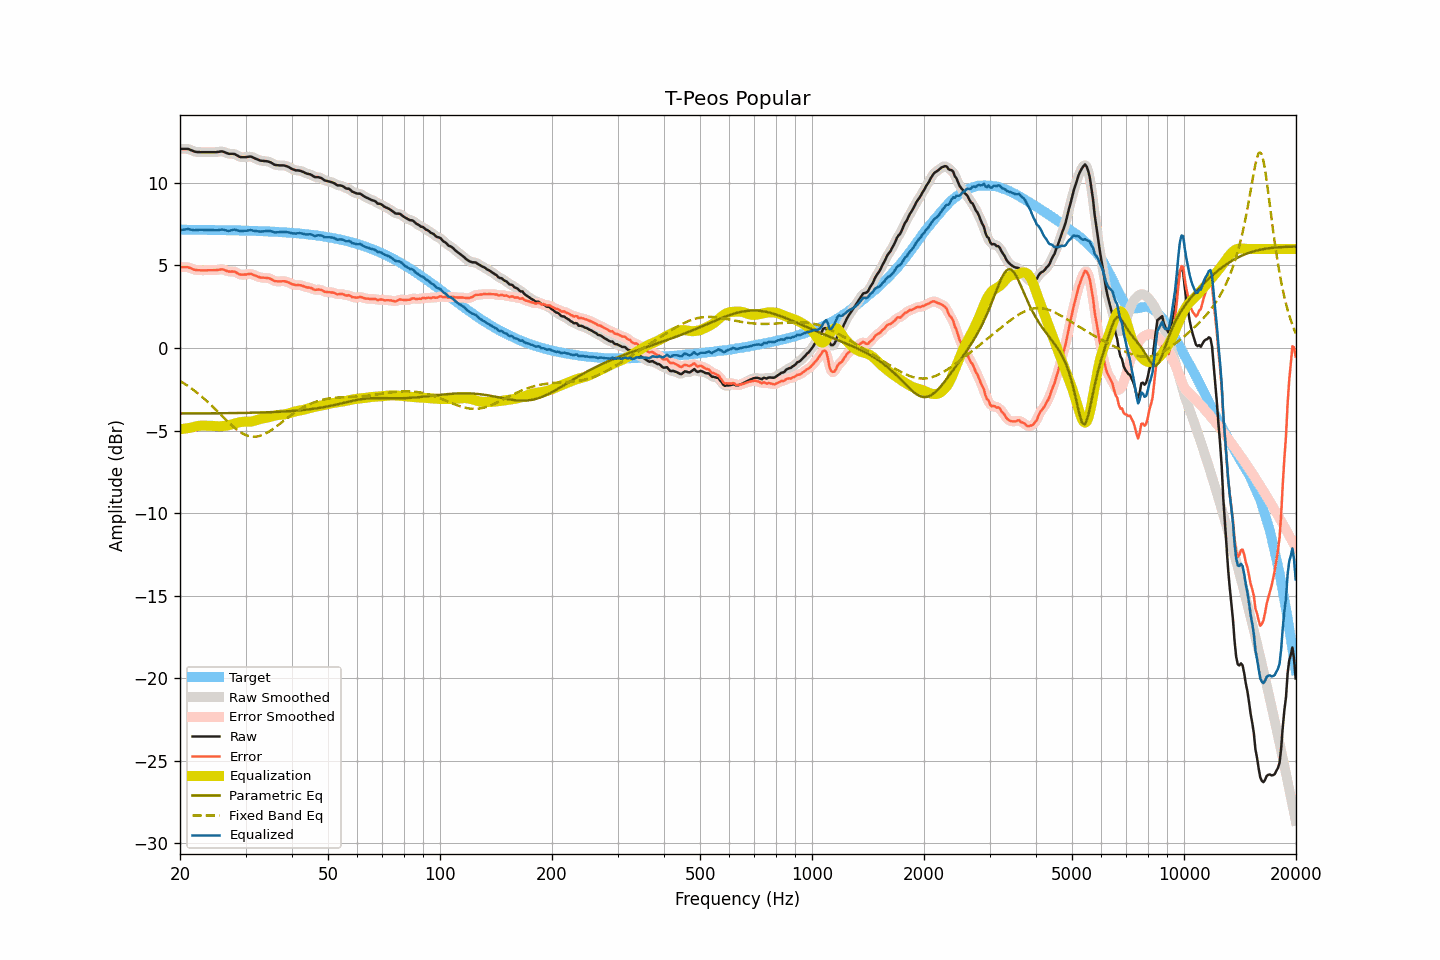 T-Peos Popular
Amplitude (dBr)
10
5
0
−5
−10
−15
−20
−25
−30
Target
Raw Smoothed
Error Smoothed
Raw
Error
Equalization
Parametric Eq
Fixed Band Eq
Equalized
20 50 100 200 500 1000 2000 5000 10000 20000
Frequency (Hz)